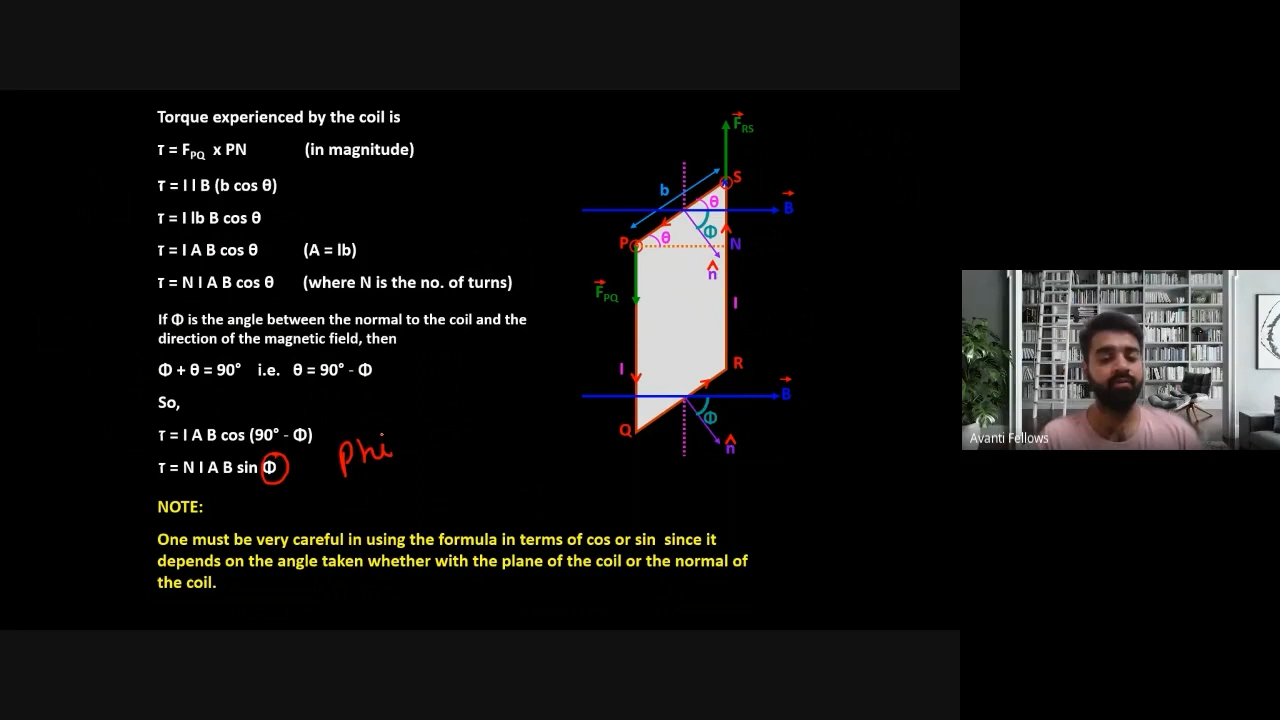 Torque experienced by the coil is
τ = FPQ x PN (in magnitude)
τ = I l B (b cos θ)
τ = I lb B cos θ
τ = I A B cos θ (A = lb)
τ = N I A B cos θ (where N is the no. of turns)
If Φ is the angle between the normal to the coil and the
direction of the magnetic field, then
Φ + θ = 90° i.e. θ = 90° - Φ
So,
τ = I A B cos (90° - Φ)
τ = N I A B sin Φ
Phi
NOTE:
One must be very careful in using the formula in terms of cos or sin since it
depends on the angle taken whether with the plane of the coil or the normal of
the coil.
FRS
S
b
θ
B
Φ
P
θ
N
n
FPQ
I
I
R
B
Φ
Q
n
Avanti Fellows